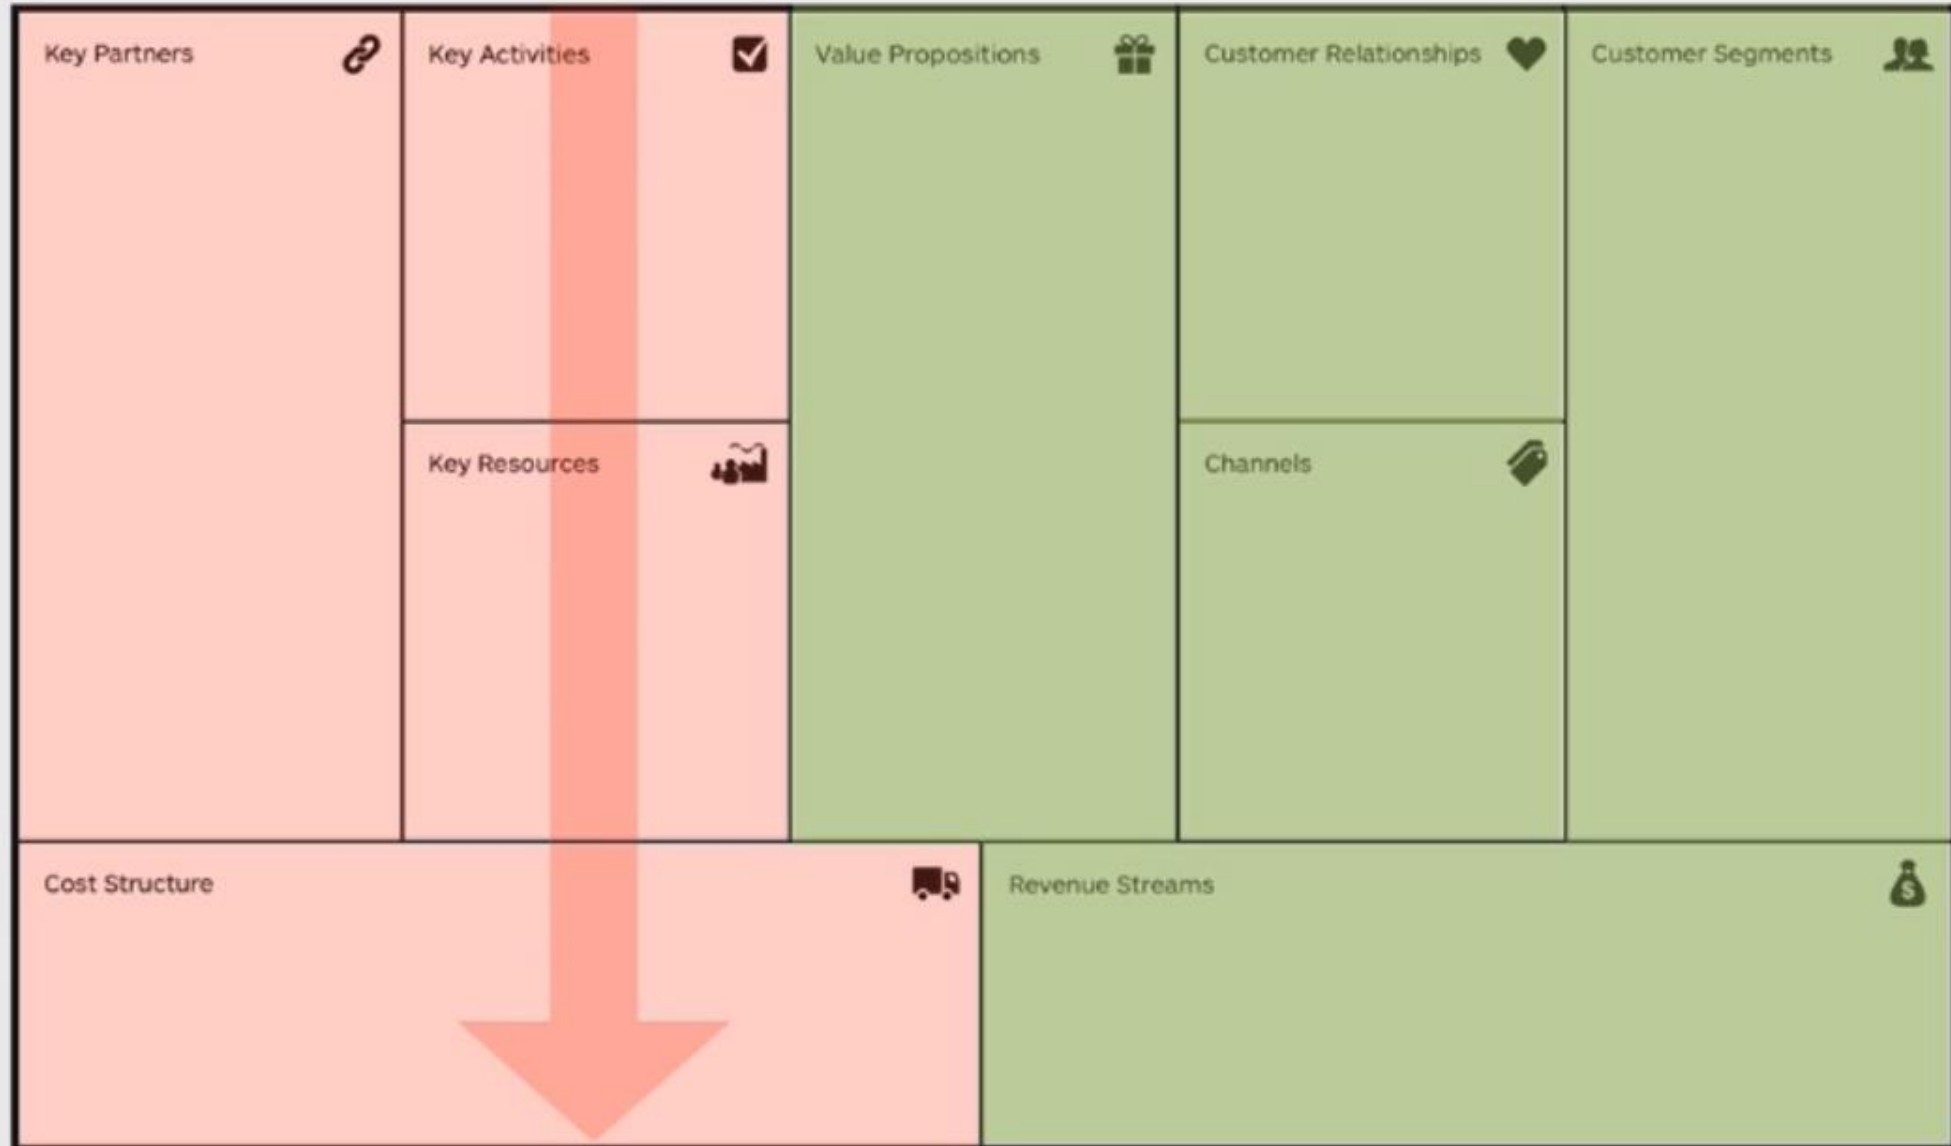 Key Partners
Key Activities
Value Propositions
Customer Relationships
Customer Segments
Key Resources
Channels
Cost Structure
Revenue Streams
$